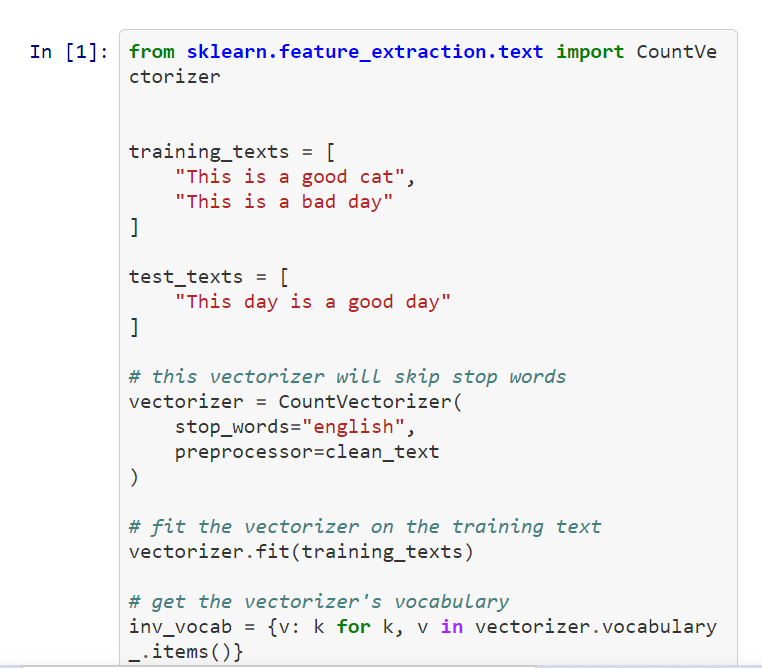 In [1]: from sklearn.feature_extraction.text import CountVe
ctorizer
training_texts = [
    "This is a good cat",
    "This is a bad day"
]
test_texts = [
    "This day is a good day"
]
# this vectorizer will skip stop words
vectorizer = CountVectorizer(
    stop_words="english",
    preprocessor=clean_text
)
# fit the vectorizer on the training text
vectorizer.fit(training_texts)
# get the vectorizer's vocabulary
inv_vocab = {v: k for k, v in vectorizer.vocabulary
_.items()}